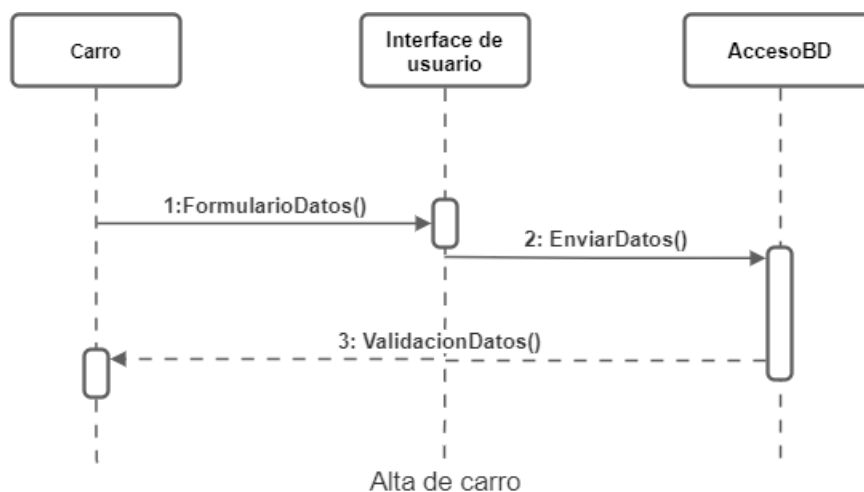 Carro
Interface de
usuario
AccesoBD
1:FormularioDatos()
2: EnviarDatos()
3: ValidacionDatos()
Alta de carro